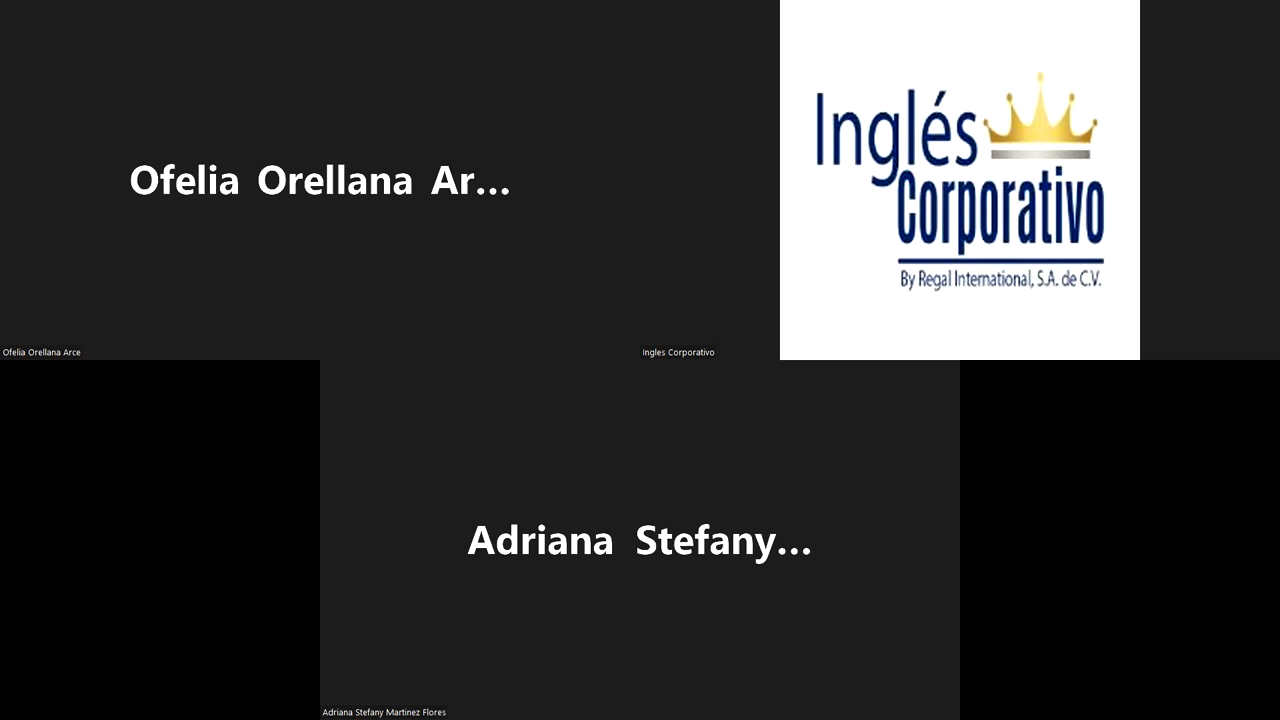 Ofelia Orellana Ar...
Ofelia Orellana Arce
Inglés
Corporativo
By Regal International, S.A. de C.V.
Ingles Corporativo
Adriana Stefany...
Adriana Stefany Martinez Flores